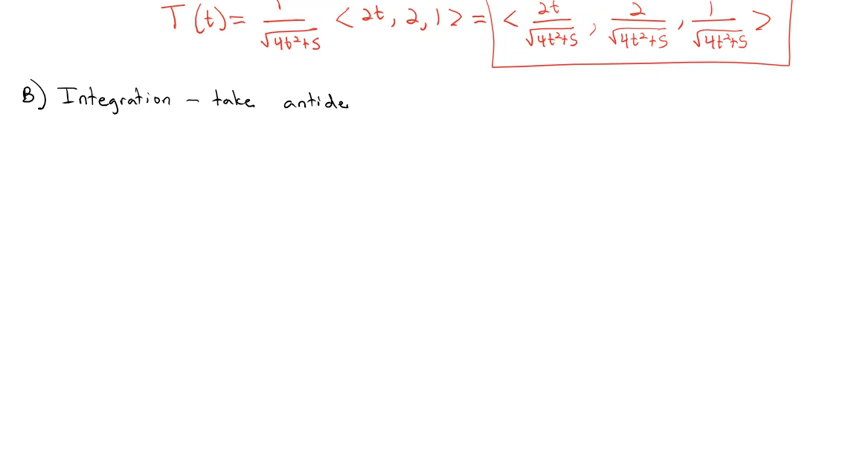 T(t) = 1/√4t²+5 < 2t, 2, 1 > = < 2t/√4t²+5 , 2/√4t²+5 , 1/√4t²+5 >
B) Integration - take antide